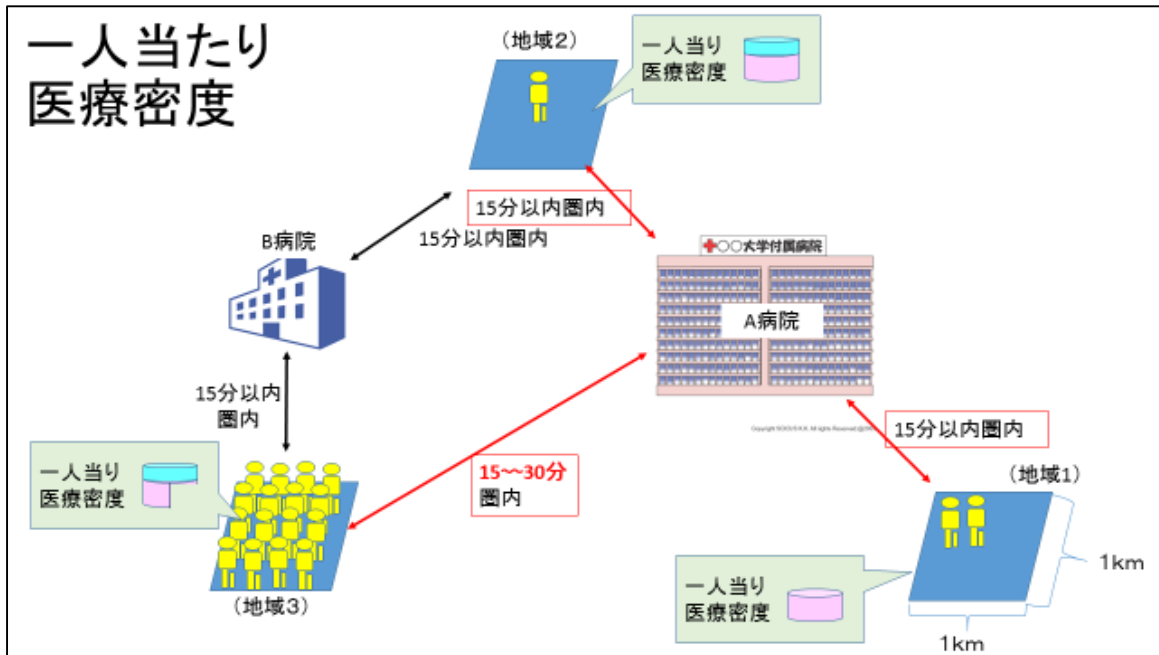 一人当たり
医療密度
（地域２）
一人当り
医療密度
15分以内圏内
15分以内圏内
B病院
○○大学付属病院
A病院
15分以内
圏内
15分以内圏内
15~~30分
圏内
一人当り
医療密度
（地域1）
1km
1km
一人当り
医療密度
（地域３）